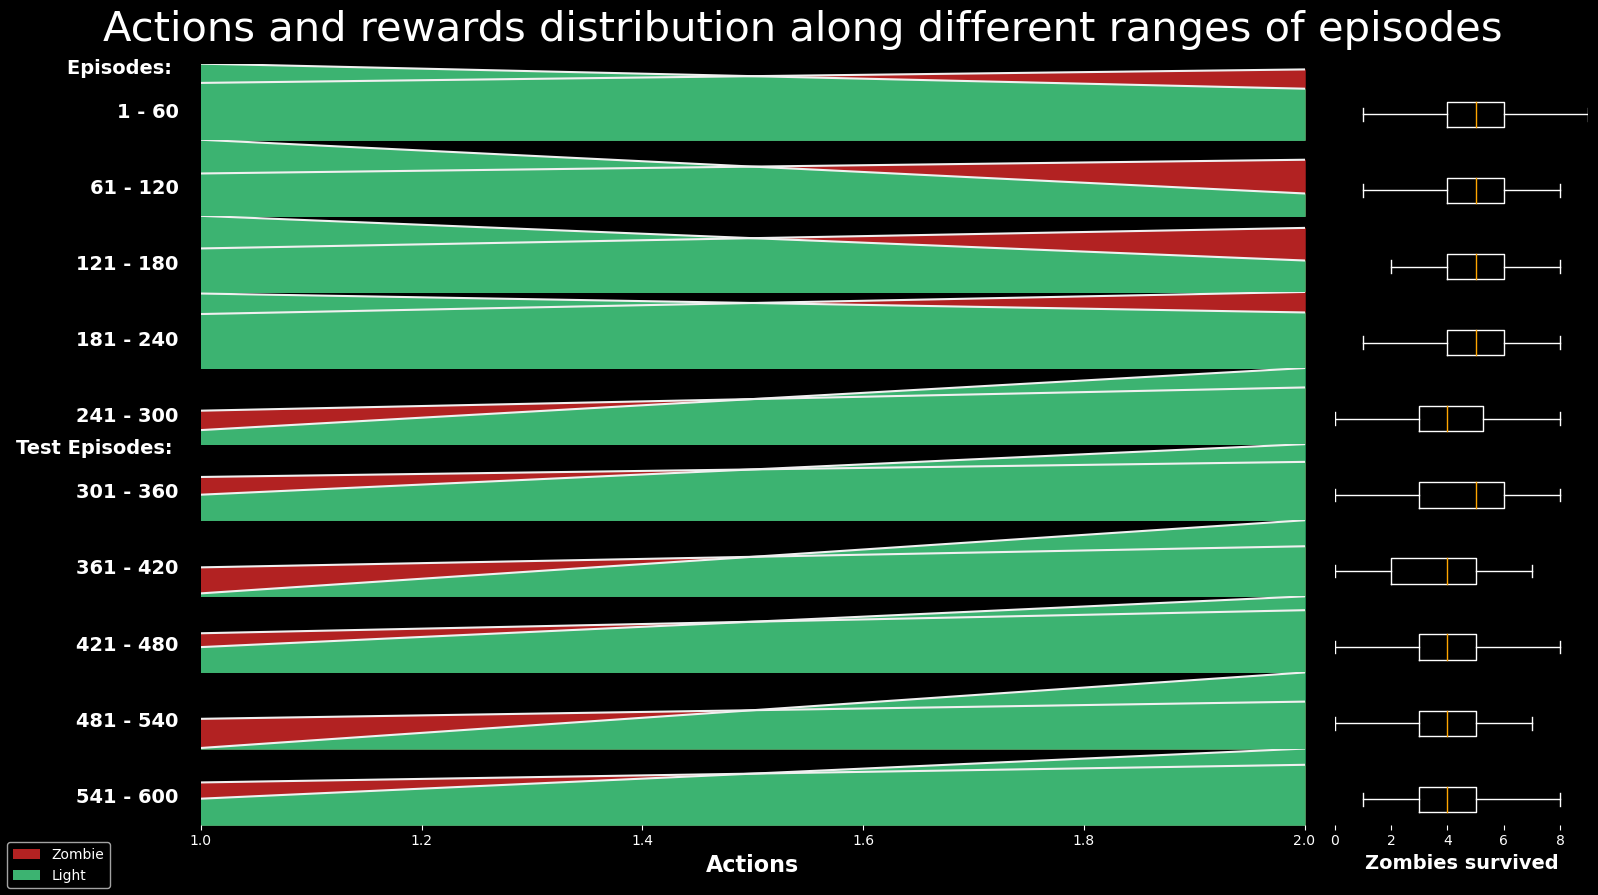 Actions and rewards distribution along different ranges of episodes
Episodes:
1 - 60
61 - 120
121 - 180
181 - 240
241 - 300
Test Episodes:
301 - 360
361 - 420
421 - 480
481 - 540
541 - 600
1.0 1.2 1.4 1.6 1.8 2.0
Actions
0 2 4 6 8
Zombies survived
Zombie
Light